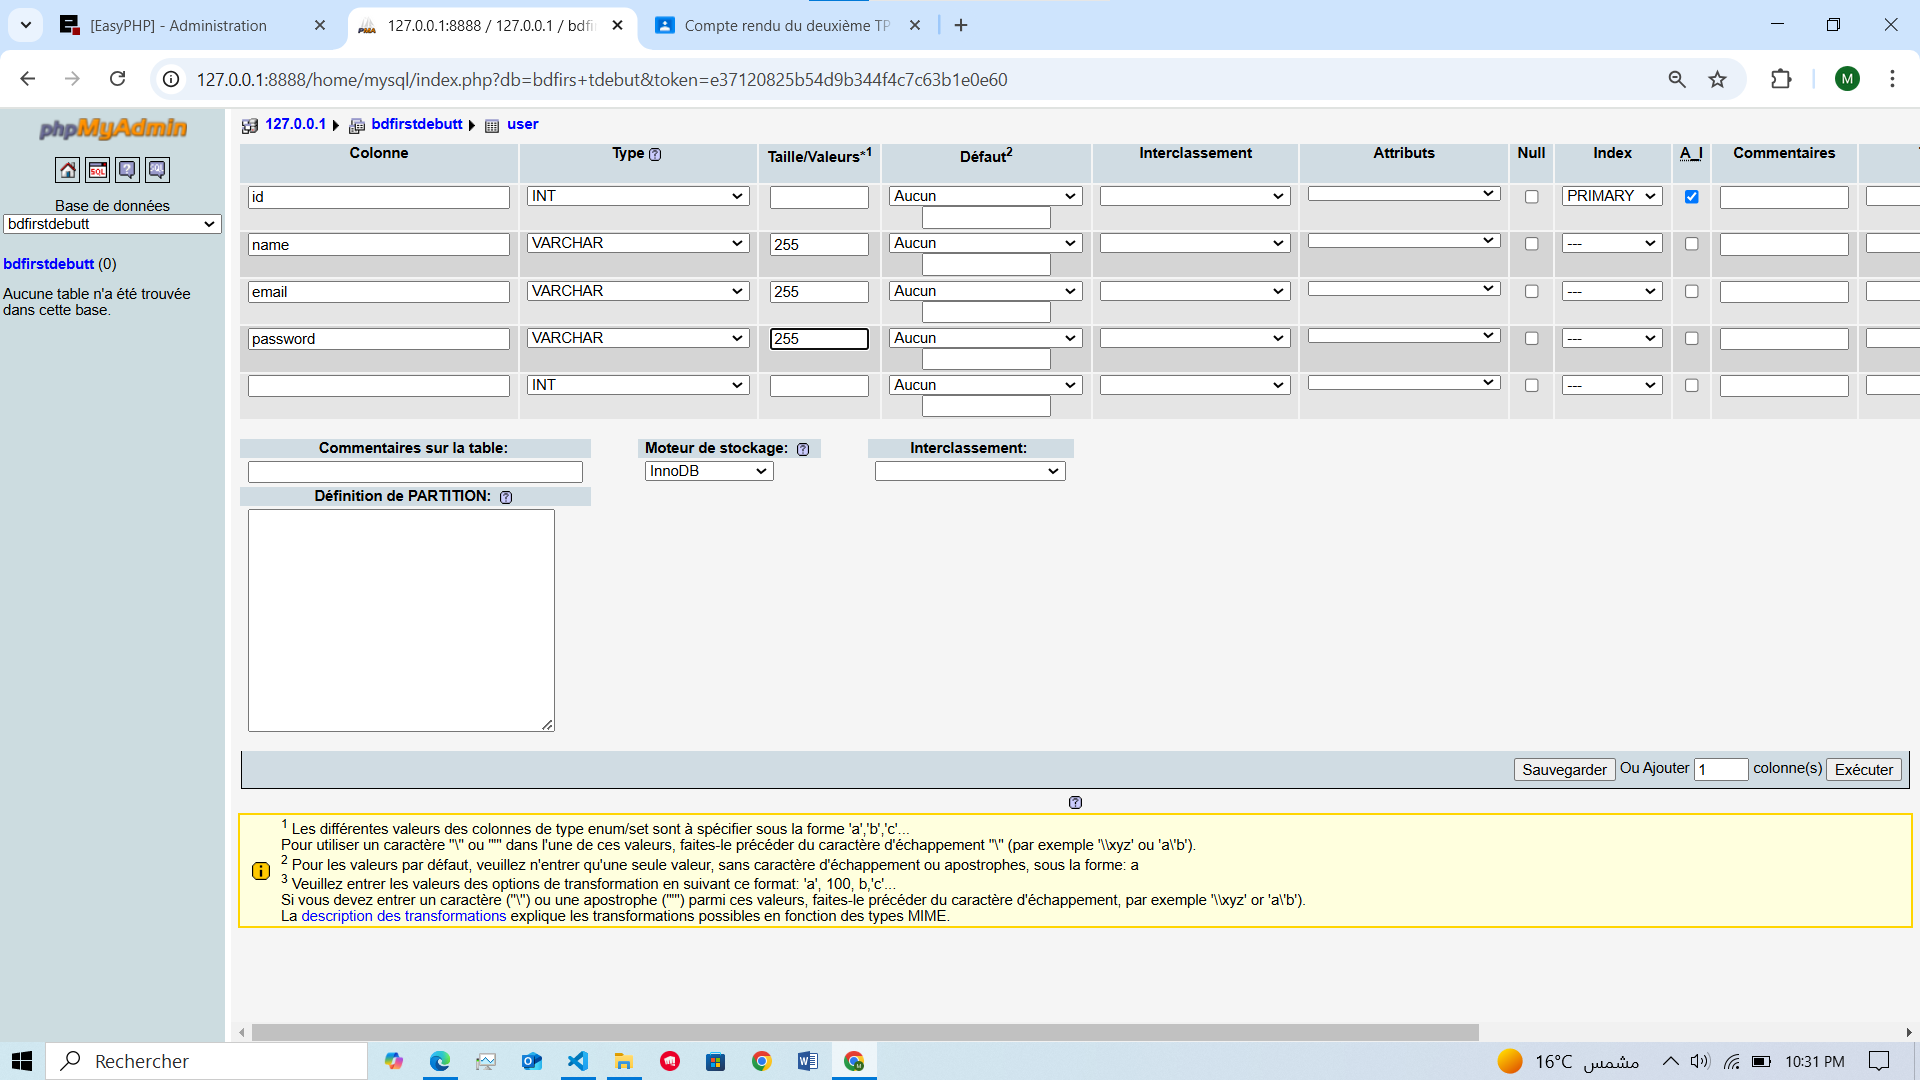 [EasyPHP] - Administration
127.0.0.1:8888 / 127.0.0.1 / bdfi
Compte rendu du deuxième TP
127.0.0.1:8888/home/mysql/index.php?db=bdfirs+tdebut&token=e37120825b54d9b344f4c7c63b1e0e60
M
phpMyAdmin
SQL
Base de données
bdfirstdebutt
bdfirstdebutt (0)
Aucune table n'a été trouvée
dans cette base.
127.0.0.1 bdfirstdebutt user
Colonne Type Taille/Valeurs*1 Défaut2 Interclassement Attributs Null Index A_I Commentaires
id INT Aucun PRIMARY
name VARCHAR 255 Aucun ---
email VARCHAR 255 Aucun ---
password VARCHAR 255 Aucun ---
INT Aucun ---
Commentaires sur la table: Moteur de stockage: Interclassement:
InnoDB
Définition de PARTITION:
Sauvegarder Ou Ajouter 1 colonne(s) Exécuter
1 Les différentes valeurs des colonnes de type enum/set sont à spécifier sous la forme 'a','b','c'...
Pour utiliser un caractère "\" ou "'" dans l'une de ces valeurs, faites-le précéder du caractère d'échappement "\" (par exemple '\\xyz' ou 'a\'b').
2 Pour les valeurs par défaut, veuillez n'entrer qu'une seule valeur, sans caractère d'échappement ou apostrophes, sous la forme: a
3 Veuillez entrer les valeurs des options de transformation en suivant ce format: 'a', 100, b,'c'...
Si vous devez entrer un caractère ("\") ou une apostrophe ("'") parmi ces valeurs, faites-le précéder du caractère d'échappement, par exemple '\\xyz' or 'a\'b').
La description des transformations explique les transformations possibles en fonction des types MIME.
Rechercher
16°C مشمس
10:31 PM